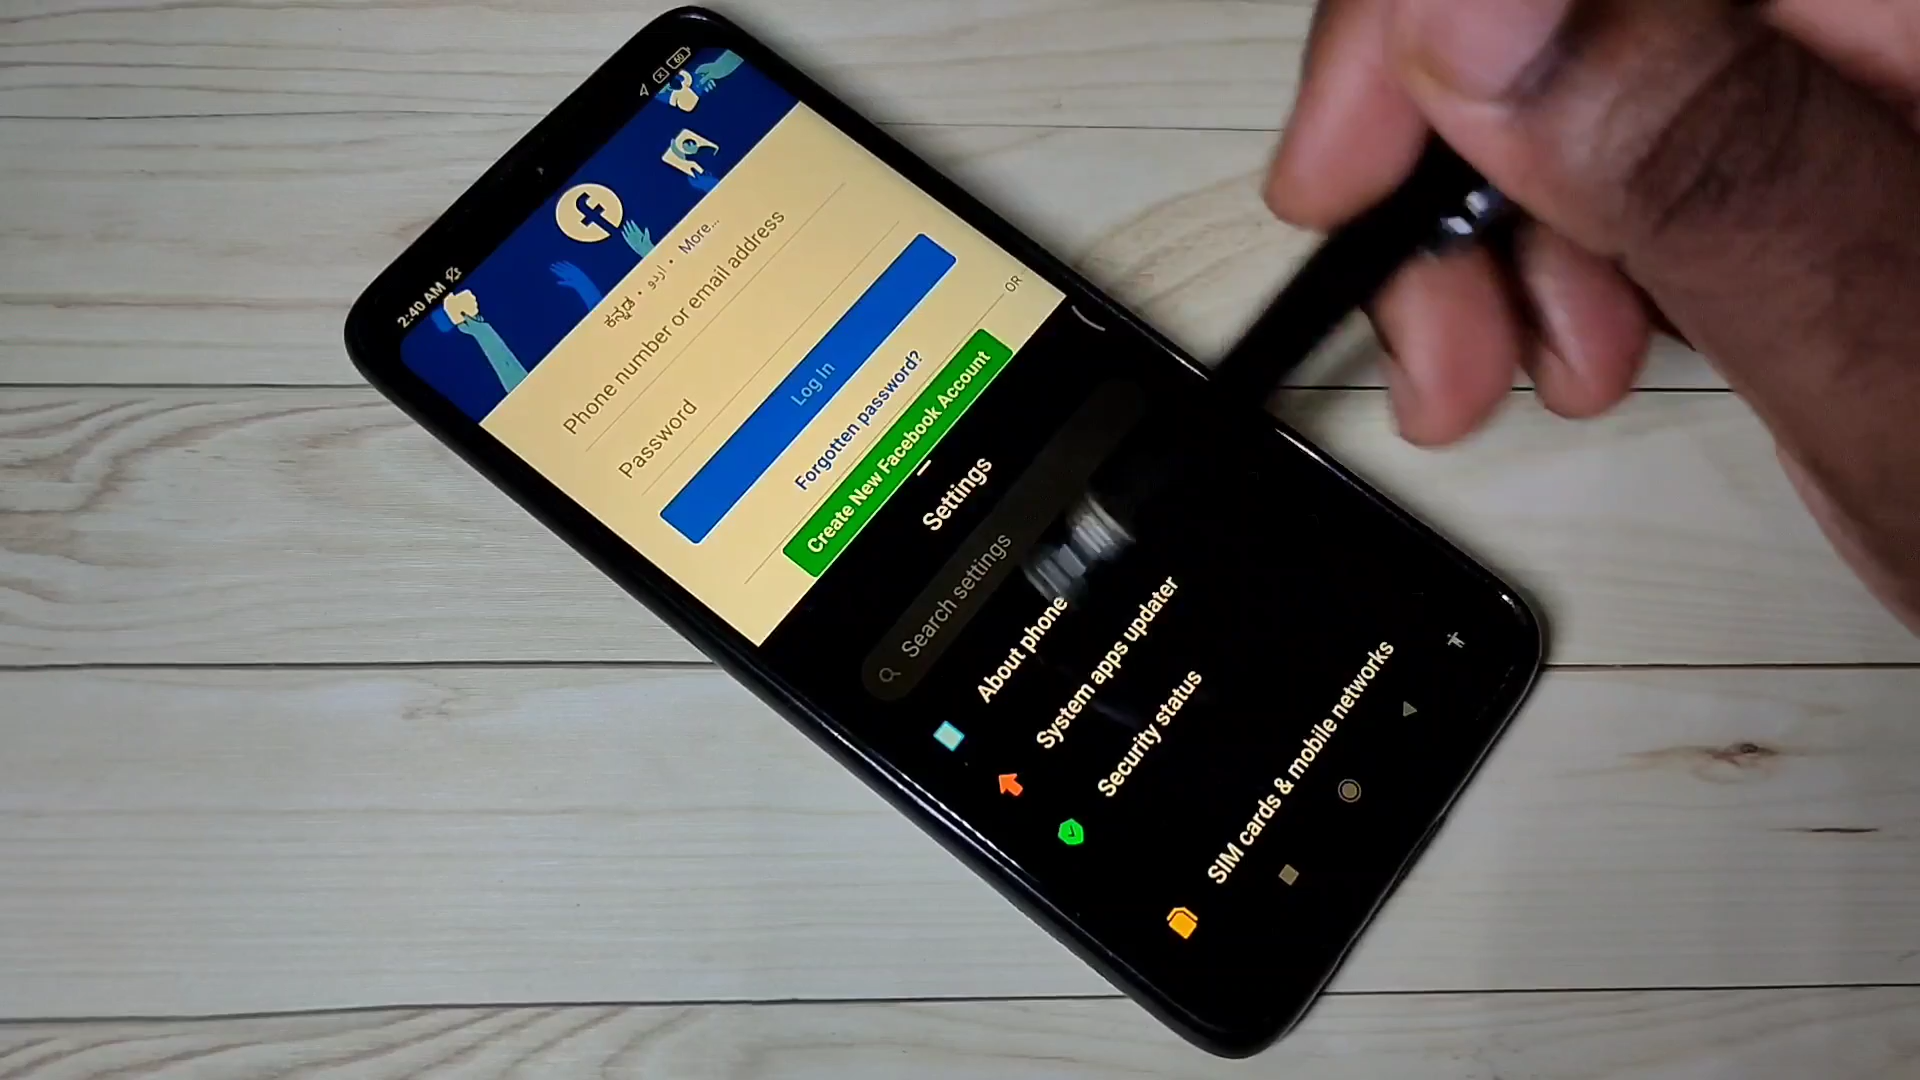 2:40 AM
60
f
ಕನ್ನಡ • اردو • More...
Phone number or email address
Password
Log In
Forgotten password?
OR
Create New Facebook Account
Settings
Search settings
About phone
System apps updater
Security status
SIM cards & mobile networks